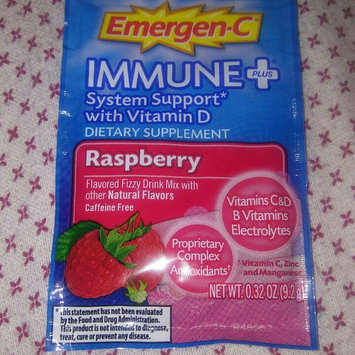 Emergen-C®
IMMUNE+
PLUS®
System Support*
with Vitamin D
DIETARY SUPPLEMENT
Raspberry
Flavored Fizzy Drink Mix with
other Natural Flavors
Caffeine Free
Vitamins C&D
B Vitamins
Electrolytes
Proprietary
Complex
Antioxidants†
† Vitamin C, Zinc
and Manganese
NET WT. 0.32 OZ (9.2 g)
*This statement has not been evaluated
by the Food and Drug Administration.
This product is not intended to diagnose,
treat, cure or prevent any disease.